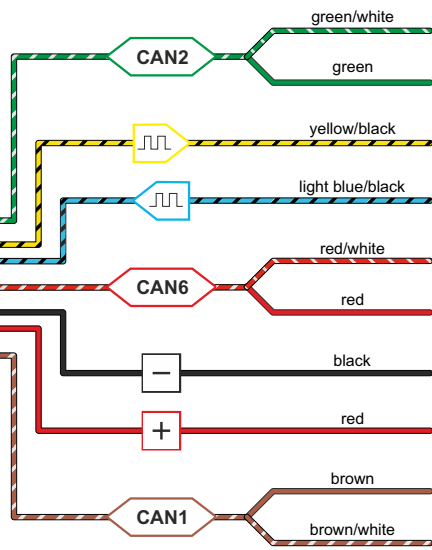 green/white
CAN2
green
yellow/black
light blue/black
red/white
CAN6
red
black
−
red
+
brown
CAN1
brown/white